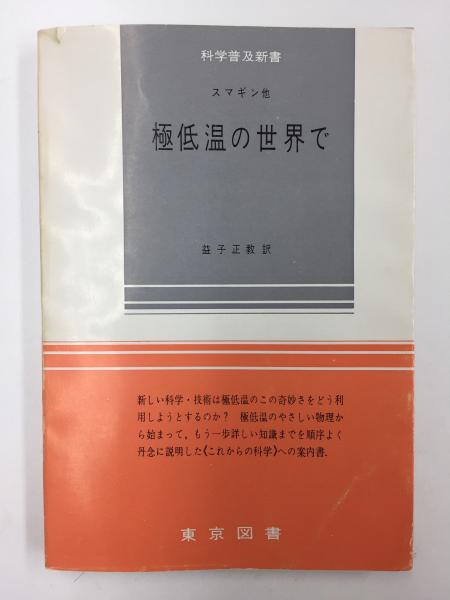 科学普及新書
スマギン他
極低温の世界で
益子正教訳
新しい科学・技術は極低温のこの奇妙さをどう利
用しようとするのか？ 極低温のやさしい物理か
ら始まって，もう一歩詳しい知識までを順序よく
丹念に説明した《これからの科学》への案内書．
東京図書